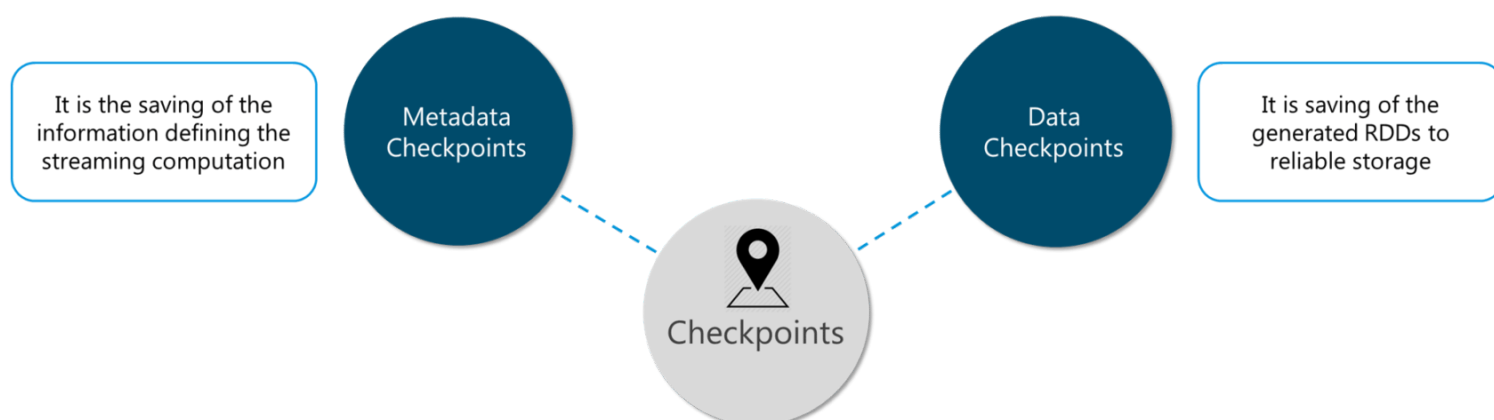 It is the saving of the
information defining the
streaming computation
Metadata
Checkpoints
Data
Checkpoints
It is saving of the
generated RDDs to
reliable storage
Checkpoints